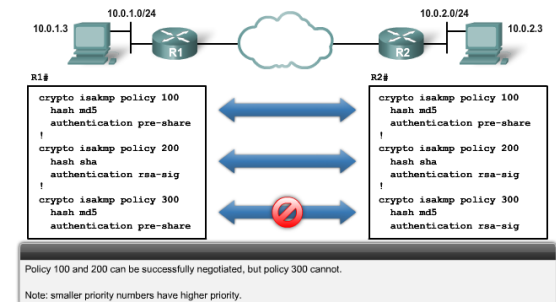 10.0.1.0/24
10.0.2.0/24
10.0.1.3
R1
R2
10.0.2.3
R1#
crypto isakmp policy 100
hash md5
authentication pre-share
!
crypto isakmp policy 200
hash sha
authentication rsa-sig
!
crypto isakmp policy 300
hash md5
authentication pre-share
R2#
crypto isakmp policy 100
hash md5
authentication pre-share
!
crypto isakmp policy 200
hash sha
authentication rsa-sig
!
crypto isakmp policy 300
hash md5
authentication rsa-sig
Policy 100 and 200 can be successfully negotiated, but policy 300 cannot.
Note: smaller priority numbers have higher priority.